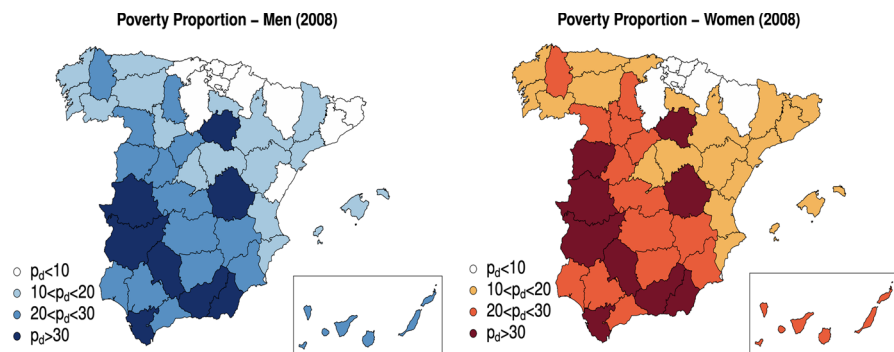 Poverty Proportion – Men (2008)
p_d<10
10<p_d<20
20<p_d<30
p_d>30
Poverty Proportion – Women (2008)
p_d<10
10<p_d<20
20<p_d<30
p_d>30